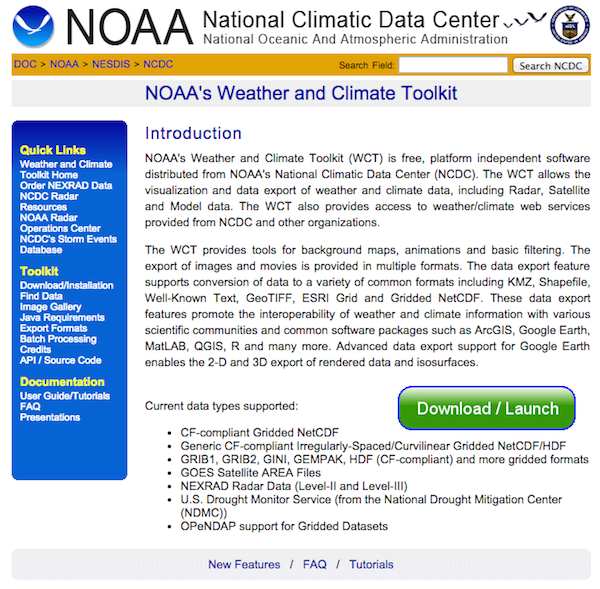 NOAA National Climatic Data Center
National Oceanic And Atmospheric Administration
DOC > NOAA > NESDIS > NCDC Search Field: Search NCDC
NOAA's Weather and Climate Toolkit
Quick Links
Weather and Climate
Toolkit Home
Order NEXRAD Data
NCDC Radar
Resources
NOAA Radar
Operations Center
NCDC's Storm Events
Database
Toolkit
Download/Installation
Find Data
Image Gallery
Java Requirements
Export Formats
Batch Processing
Credits
API / Source Code
Documentation
User Guide/Tutorials
FAQ
Presentations
Introduction
NOAA's Weather and Climate Toolkit (WCT) is free, platform independent software
distributed from NOAA's National Climatic Data Center (NCDC). The WCT allows the
visualization and data export of weather and climate data, including Radar, Satellite
and Model data. The WCT also provides access to weather/climate web services
provided from NCDC and other organizations.
The WCT provides tools for background maps, animations and basic filtering. The
export of images and movies is provided in multiple formats. The data export feature
supports conversion of data to a variety of common formats including KMZ, Shapefile,
Well-Known Text, GeoTIFF, ESRI Grid and Gridded NetCDF. These data export
features promote the interoperability of weather and climate information with various
scientific communities and common software packages such as ArcGIS, Google Earth,
MatLAB, QGIS, R and many more. Advanced data export support for Google Earth
enables the 2-D and 3D export of rendered data and isosurfaces.
Download / Launch
Current data types supported:
• CF-compliant Gridded NetCDF
• Generic CF-compliant Irregularly-Spaced/Curvilinear Gridded NetCDF/HDF
• GRIB1, GRIB2, GINI, GEMPAK, HDF (CF-compliant) and more gridded formats
• GOES Satellite AREA Files
• NEXRAD Radar Data (Level-II and Level-III)
• U.S. Drought Monitor Service (from the National Drought Mitigation Center
(NDMC))
• OPeNDAP support for Gridded Datasets
New Features / FAQ / Tutorials